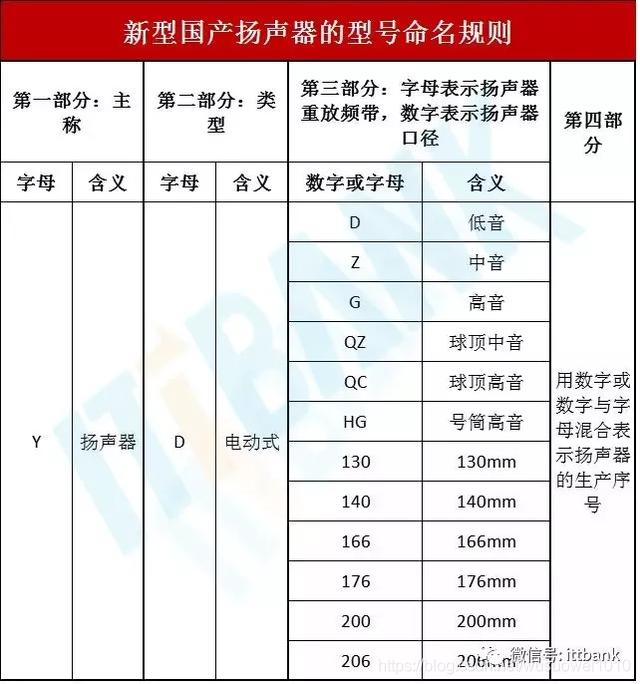 新型国产扬声器的型号命名规则
第一部分：主
称
第二部分：类
型
第三部分：字母表示扬声器
重放频带，数字表示扬声器
口径
第四部
分
字母 含义 字母 含义 数字或字母 含义
D 低音
Z 中音
G 高音
QZ 球顶中音
QC 球顶高音
HG 号筒高音
Y 扬声器 D 电动式
130 130mm
140 140mm
166 166mm
176 176mm
200 200mm
206
用数字或
数字与字
母混合表
示扬声器
的生产序
号
ITtBANK
微信号: ittbank